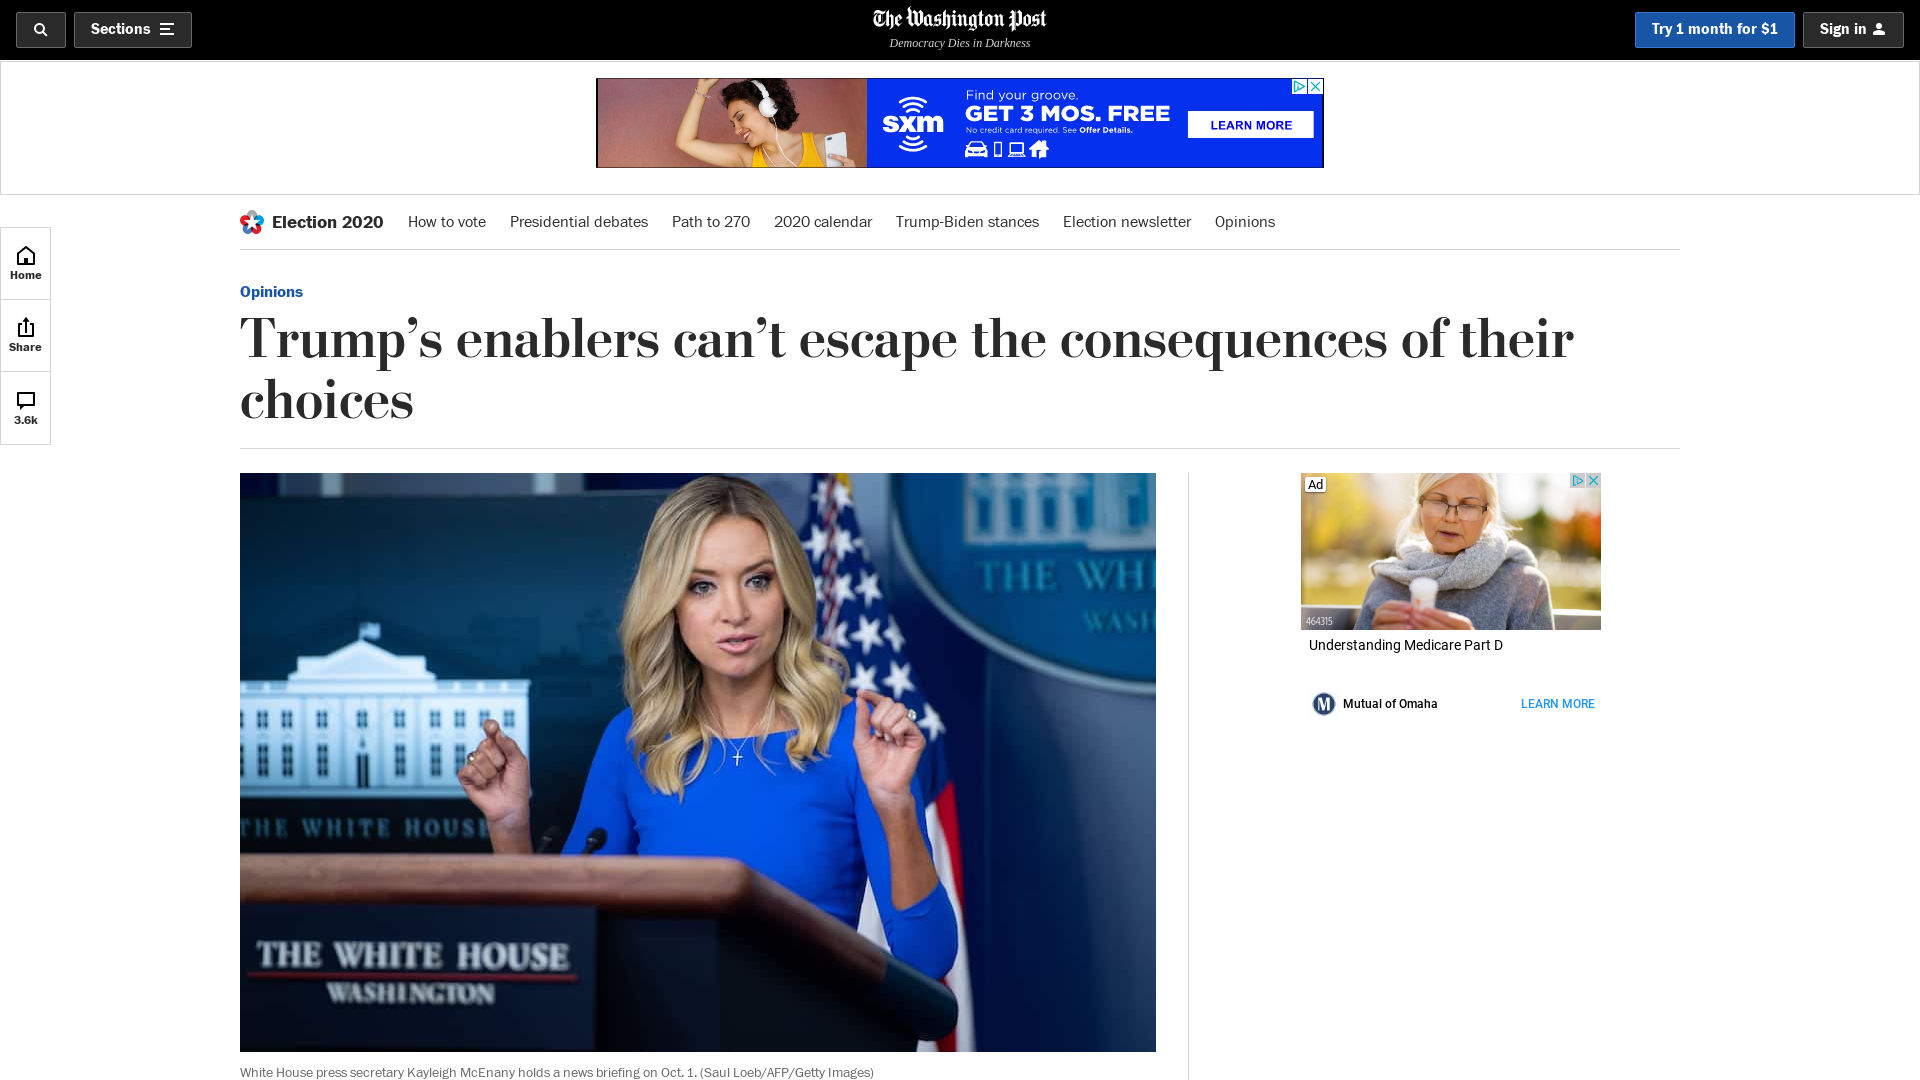 Sections
The Washington Post
Democracy Dies in Darkness
Try 1 month for $1
Sign in
Find your groove.
sxm
GET 3 MOS. FREE
No credit card required. See Offer Details.
LEARN MORE
Election 2020
How to vote
Presidential debates
Path to 270
2020 calendar
Trump-Biden stances
Election newsletter
Opinions
Home
Share
3.6k
Opinions
Trump’s enablers can’t escape the consequences of their
choices
THE WHI
WASH
THE WHITE HOUSE
THE WHITE HOUSE
WASHINGTON
Ad
464315
Understanding Medicare Part D
M
Mutual of Omaha
LEARN MORE
White House press secretary Kayleigh McEnany holds a news briefing on Oct. 1. (Saul Loeb/AFP/Getty Images)